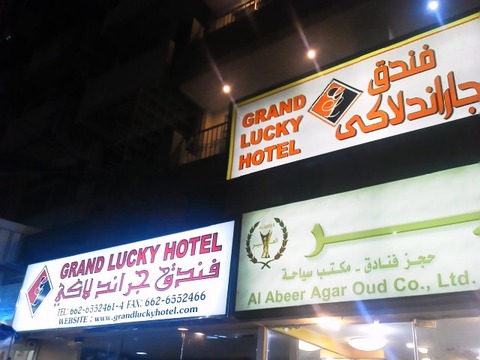 GRAND
LUCKY
HOTEL
فندق
جاراندلاكي
GRAND LUCKY HOTEL
فندق جراند لاكي
TEL: 662-6552461-4 FAX: 662-6552466
WEBSITE : www.grandluckyhotel.com
حجز فنادق - مكتب سياحة
Al Abeer Agar Oud Co., Ltd.